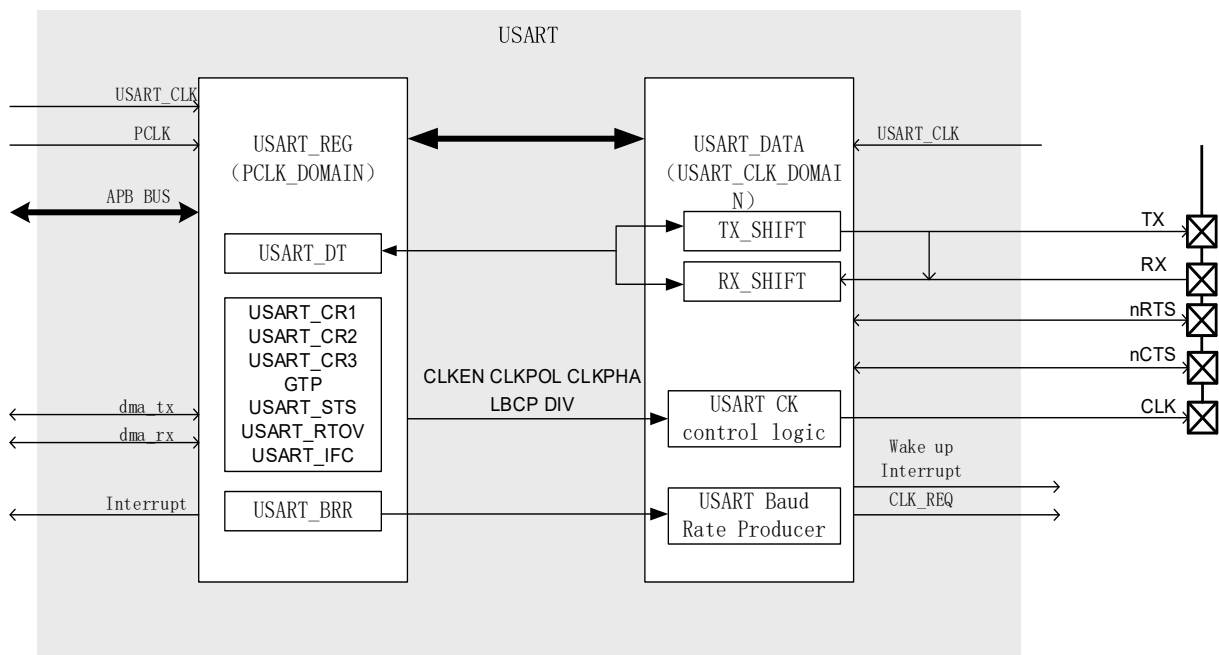 USART
USART_CLK
PCLK
APB BUS
dma_tx
dma_rx
Interrupt
USART_REG
(PCLK_DOMAIN)
USART_DT
USART_CR1
USART_CR2
USART_CR3
GTP
USART_STS
USART_RTOV
USART_IFC
USART_BRR
CLKEN CLKPOL CLKPHA
LBCP DIV
USART_DATA
(USART_CLK_DOMAI
N)
TX_SHIFT
RX_SHIFT
USART CK
control logic
USART Baud
Rate Producer
USART_CLK
TX
RX
nRTS
nCTS
CLK
Wake up
Interrupt
CLK_REQ